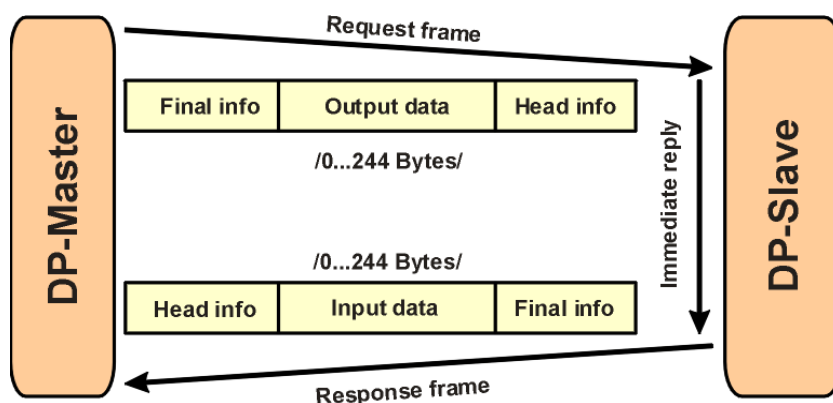 Request frame
DP-Master
Final info Output data Head info
/0...244 Bytes/
Immediate reply
DP-Slave
/0...244 Bytes/
Head info Input data Final info
Response frame